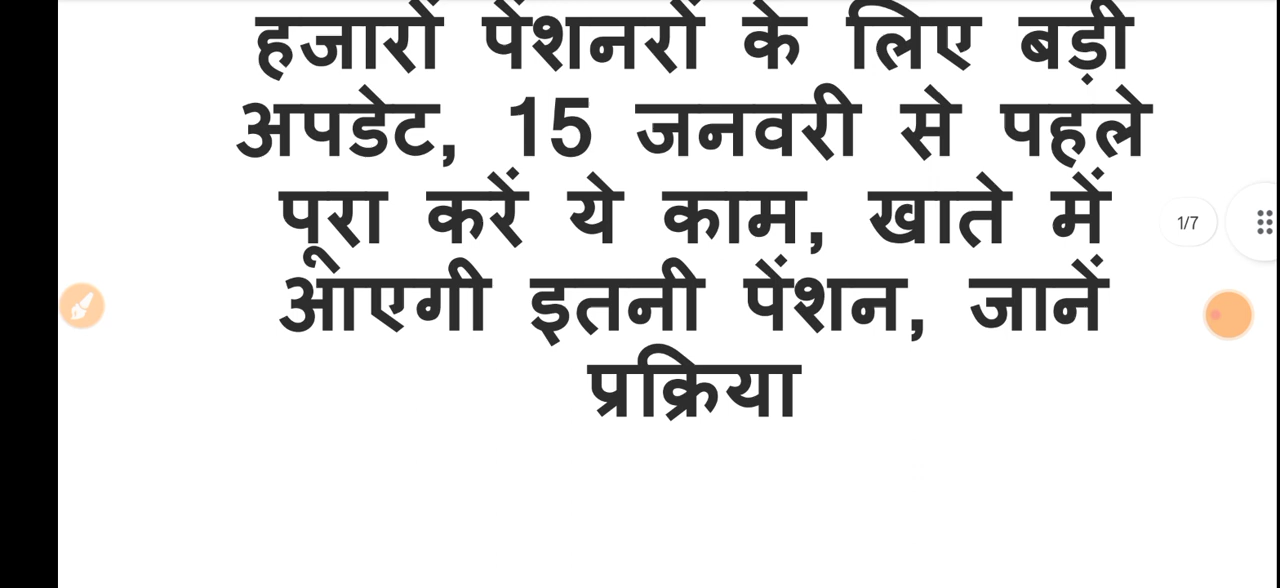 हजारों पेंशनरों के लिए बड़ी
अपडेट, 15 जनवरी से पहले
पूरा करें ये काम, खाते में
आएगी इतनी पेंशन, जानें
प्रक्रिया
1/7